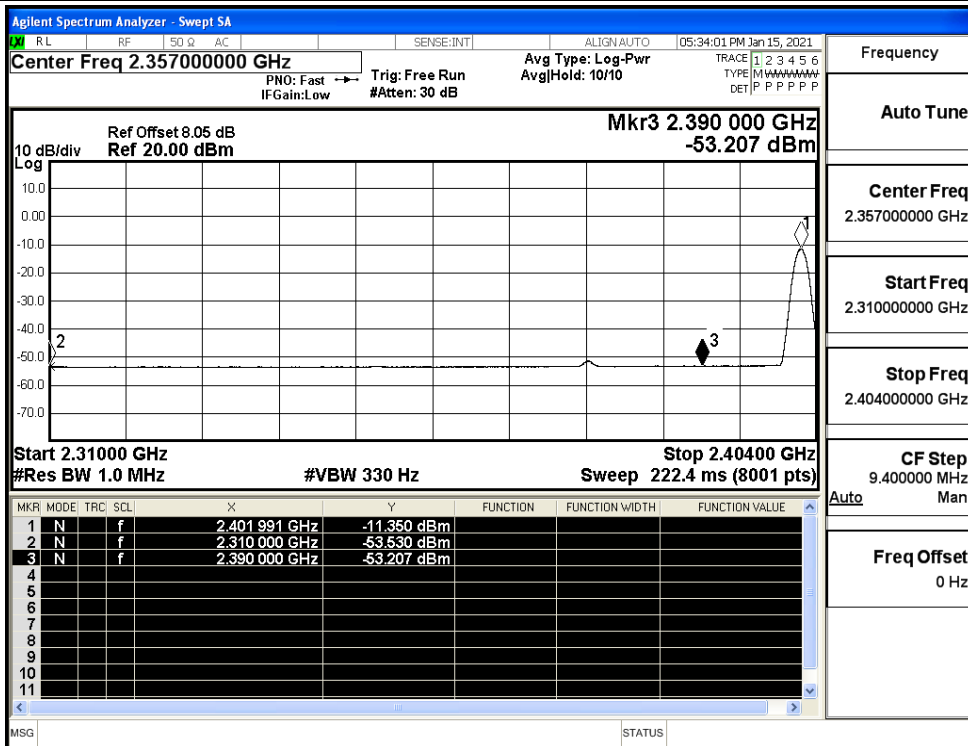 Agilent Spectrum Analyzer - Swept SA
LXI RL RF 50 Ω AC SENSE:INT ALIGN AUTO 05:34:01 PM Jan 15, 2021
Center Freq 2.357000000 GHz
PNO: Fast
IFGain:Low
Trig: Free Run
#Atten: 30 dB
Avg Type: Log-Pwr
Avg|Hold: 10/10
TRACE 1 2 3 4 5 6
TYPE M W W W W W
DET P P P P P P
Mkr3 2.390 000 GHz
-53.207 dBm
Ref Offset 8.05 dB
10 dB/div Ref 20.00 dBm
Log
10.0
0.00
-10.0
-20.0
-30.0
-40.0
-50.0
-60.0
-70.0
1
2
3
Start 2.31000 GHz Stop 2.40400 GHz
#Res BW 1.0 MHz #VBW 330 Hz Sweep 222.4 ms (8001 pts)
MKR MODE TRC SCL X Y FUNCTION FUNCTION WIDTH FUNCTION VALUE
1 N f 2.401 991 GHz -11.350 dBm
2 N f 2.310 000 GHz -53.530 dBm
3 N f 2.390 000 GHz -53.207 dBm
4
5
6
7
8
9
10
11
MSG STATUS
Frequency
Auto Tune
Center Freq
2.357000000 GHz
Start Freq
2.310000000 GHz
Stop Freq
2.404000000 GHz
CF Step
9.400000 MHz
Auto Man
Freq Offset
0 Hz